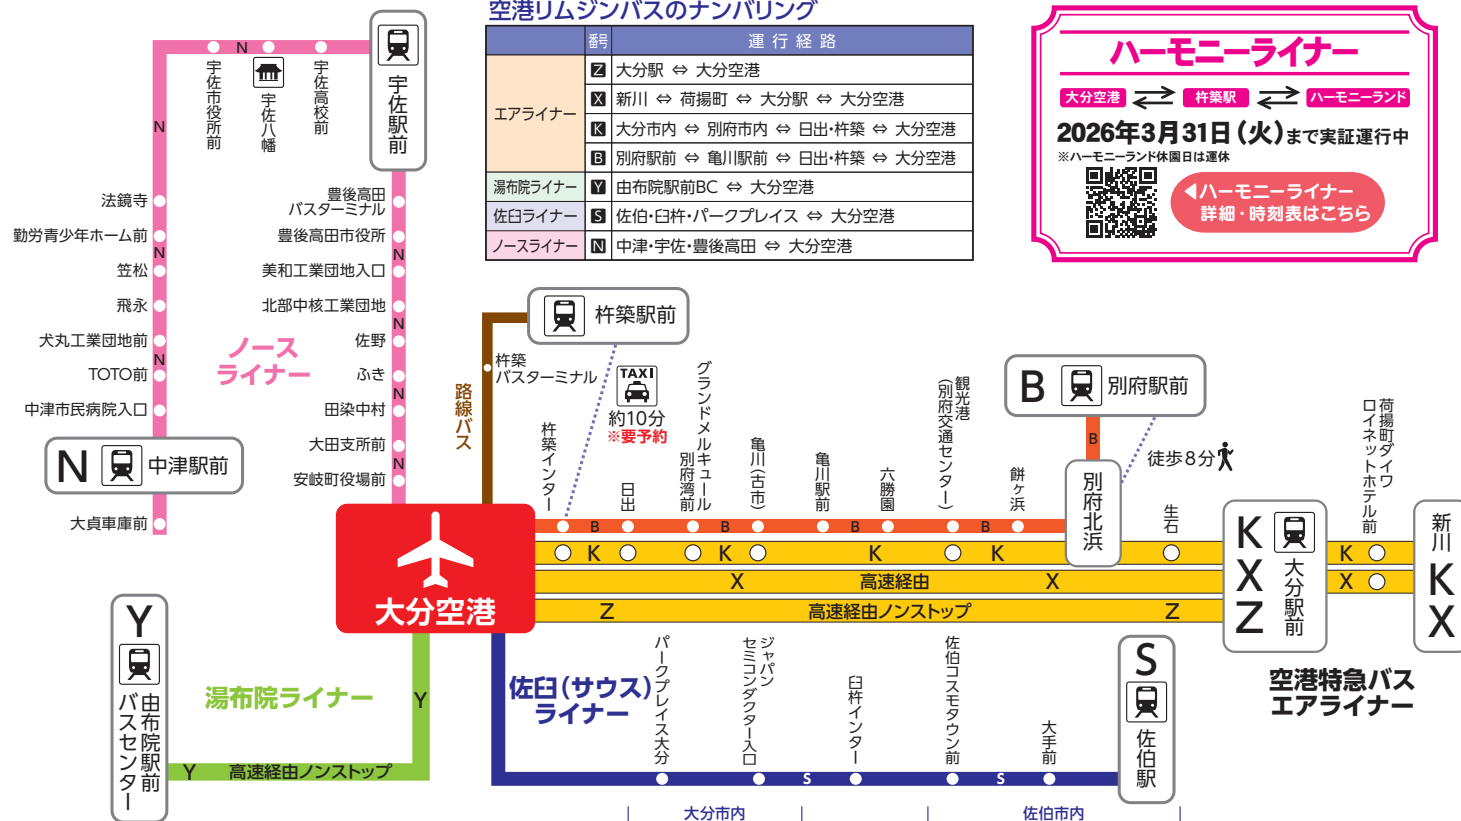 空港リムジンバスのナンバリング
番号 運行経路
エアライナー
Z 大分駅 ⇔ 大分空港
X 新川 ⇔ 荷揚町 ⇔ 大分駅 ⇔ 大分空港
K 大分市内 ⇔ 別府市内 ⇔ 日出・杵築 ⇔ 大分空港
B 別府駅前 ⇔ 亀川駅前 ⇔ 日出・杵築 ⇔ 大分空港
湯布院ライナー Y 由布院駅前BC ⇔ 大分空港
佐臼ライナー S 佐伯・臼杵・パークプレイス ⇔ 大分空港
ノースライナー N 中津・宇佐・豊後高田 ⇔ 大分空港
ハーモニーライナー
大分空港 杵築駅 ハーモニーランド
2026年3月31日(火)まで実証運行中
※ハーモニーランド休園日は運休
◀ハーモニーライナー
詳細・時刻表はこちら
N
宇佐市役所前
宇佐八幡
宇佐高校前
宇佐駅前
N
法鏡寺
勤労青少年ホーム前
N
笠松
飛永
犬丸工業団地前
N
TOTO前
中津市民病院入口
N 中津駅前
大貞車庫前
豊後高田
バスターミナル
豊後高田市役所
N
美和工業団地入口
北部中核工業団地
N
佐野
ふき
N
田染中村
大田支所前
N
安岐町役場前
ノース
ライナー
杵築駅前
杵築
バスターミナル
路線バス
TAXI
約10分
※要予約
杵築インター
日出
グランドメルキュール
別府湾前
亀川(古市)
亀川駅前
六勝園
観光港
(別府交通センター)
餅ヶ浜
B 別府駅前
B
徒歩8分
別府北浜
生石
荷揚町ダイワ
ロイネットホテル前
B B B B
K K K K K
X 高速経由 X X
Z 高速経由ノンストップ Z
K
X
Z
大分駅前
新川
K
X
大分空港
空港特急バス
エアライナー
Y
由布院駅前
バスセンター
湯布院ライナー
Y
Y 高速経由ノンストップ
佐臼(サウス)
ライナー
パークプレイス大分
ジャパン
セミコンダクター入口
臼杵インター
佐伯コスモタウン前
大手前
S
佐伯駅
S S
大分市内
佐伯市内